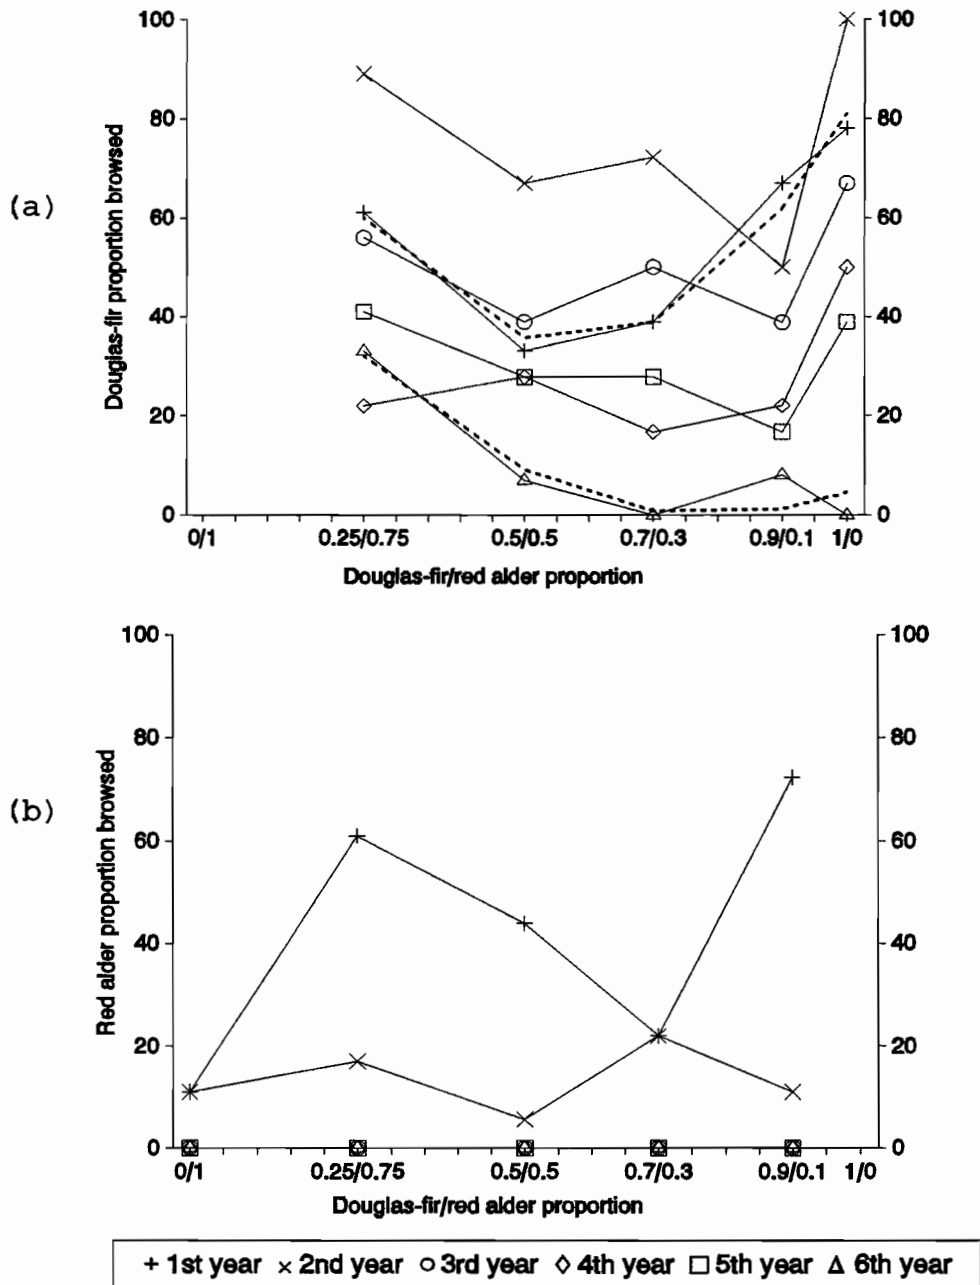 (a)
Douglas-fir proportion browsed
100
80
60
40
20
0
100
80
60
40
20
0
0/1 0.25/0.75 0.5/0.5 0.7/0.3 0.9/0.1 1/0
Douglas-fir/red alder proportion
(b)
Red alder proportion browsed
100
80
60
40
20
0
100
80
60
40
20
0
0/1 0.25/0.75 0.5/0.5 0.7/0.3 0.9/0.1 1/0
Douglas-fir/red alder proportion
+ 1st year × 2nd year ○ 3rd year ◇ 4th year □ 5th year △ 6th year